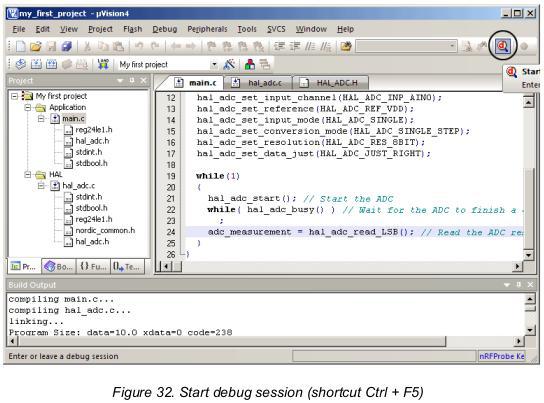 my_first_project - µVision4
File Edit View Project Flash Debug Peripherals Tools SVCS Window Help
My first project
Start
Enter
Project
main.c hal_adc.c HAL_ADC.H
My first project
Application
main.c
reg24le1.h
hal_adc.h
stdint.h
stdbool.h
HAL
hal_adc.c
stdint.h
stdbool.h
reg24le1.h
nordic_common.h
hal_adc.h
Pr... Bo... {} Fu... Te...
12 hal_adc_set_input_channel(HAL_ADC_INP_AIN0);
13 hal_adc_set_reference(HAL_ADC_REF_VDD);
14 hal_adc_set_input_mode(HAL_ADC_SINGLE);
15 hal_adc_set_conversion_mode(HAL_ADC_SINGLE_STEP);
16 hal_adc_set_resolution(HAL_ADC_RES_8BIT);
17 hal_adc_set_data_just(HAL_ADC_JUST_RIGHT);
18
19 while(1)
20 {
21 hal_adc_start(); // Start the ADC
22 while( hal_adc_busy() ) // Wait for the ADC to finish a
23 ;
24 adc_measurement = hal_adc_read_LSB(); // Read the ADC res
25 }
26 }
Build Output
compiling main.c...
compiling hal_adc.c...
linking...
Program Size: data=10.0 xdata=0 code=238
Enter or leave a debug session
nRFProbe Ke
Figure 32. Start debug session (shortcut Ctrl + F5)